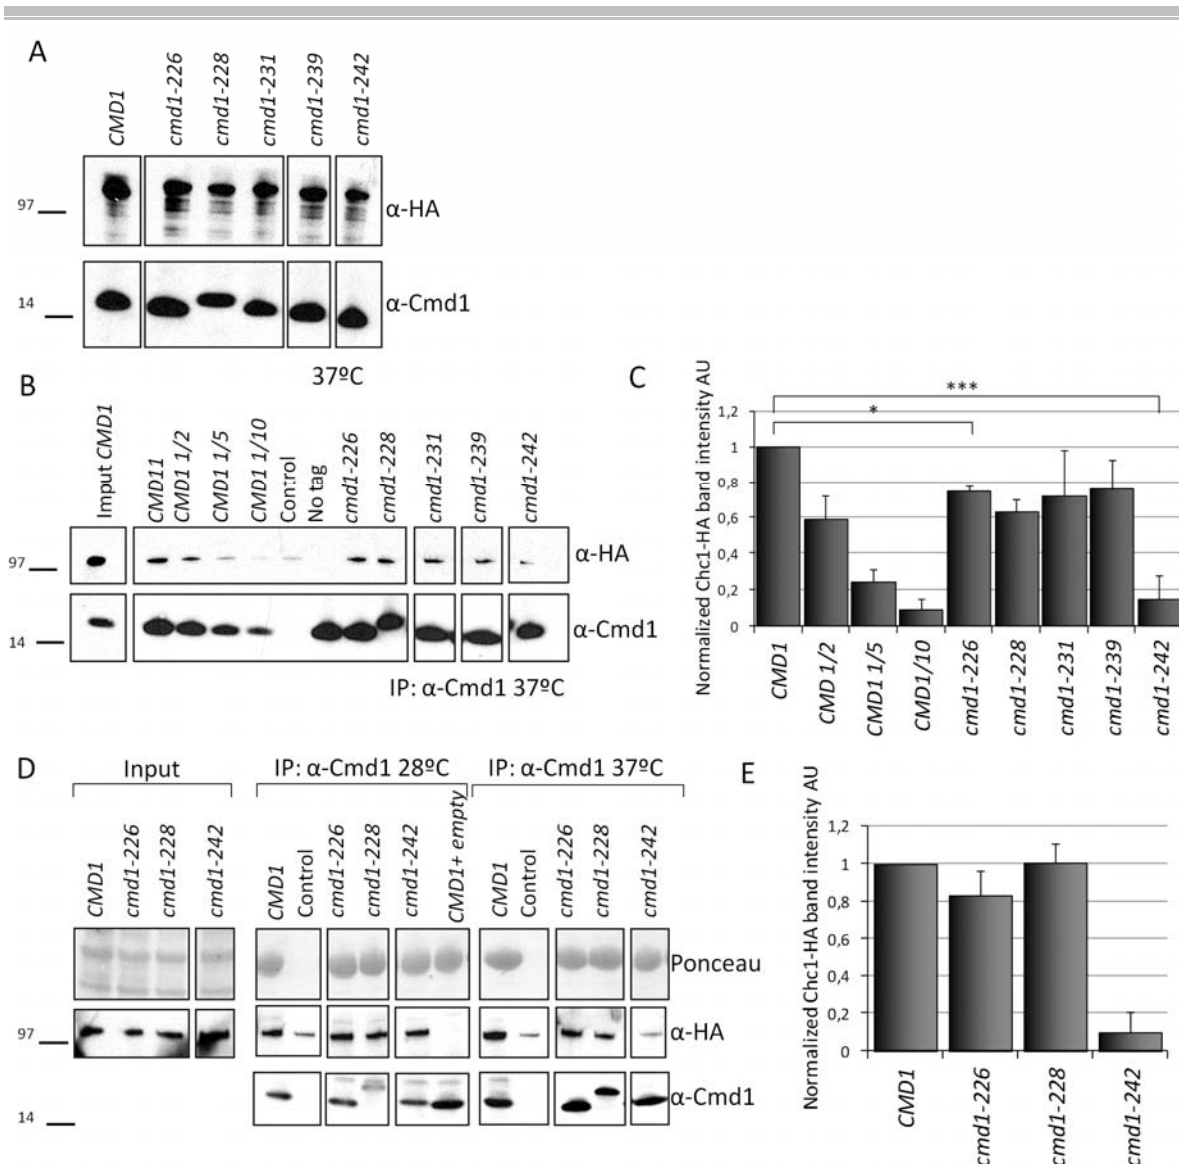 A
CMD1
cmd1-226
cmd1-228
cmd1-231
cmd1-239
cmd1-242
97
α-HA
14
α-Cmd1
37ºC
B
Input CMD1
CMD11
CMD1 1/2
CMD1 1/5
CMD1 1/10
Control
No tag
cmd1-226
cmd1-228
cmd1-231
cmd1-239
cmd1-242
97
α-HA
14
α-Cmd1
IP: α-Cmd1 37ºC
C
Normalized Chc1-HA band intensity AU
***
*
1,2
1
0,8
0,6
0,4
0,2
0
CMD1
CMD 1/2
CMD1 1/5
CMD1/10
cmd1-226
cmd1-228
cmd1-231
cmd1-239
cmd1-242
D
Input
IP: α-Cmd1 28ºC
IP: α-Cmd1 37ºC
CMD1
cmd1-226
cmd1-228
cmd1-242
CMD1
Control
cmd1-226
cmd1-228
cmd1-242
CMD1+ empty
CMD1
Control
cmd1-226
cmd1-228
cmd1-242
Ponceau
97
α-HA
14
α-Cmd1
E
Normalized Chc1-HA band intensity AU
1,2
1
0,8
0,6
0,4
0,2
0
CMD1
cmd1-226
cmd1-228
cmd1-242